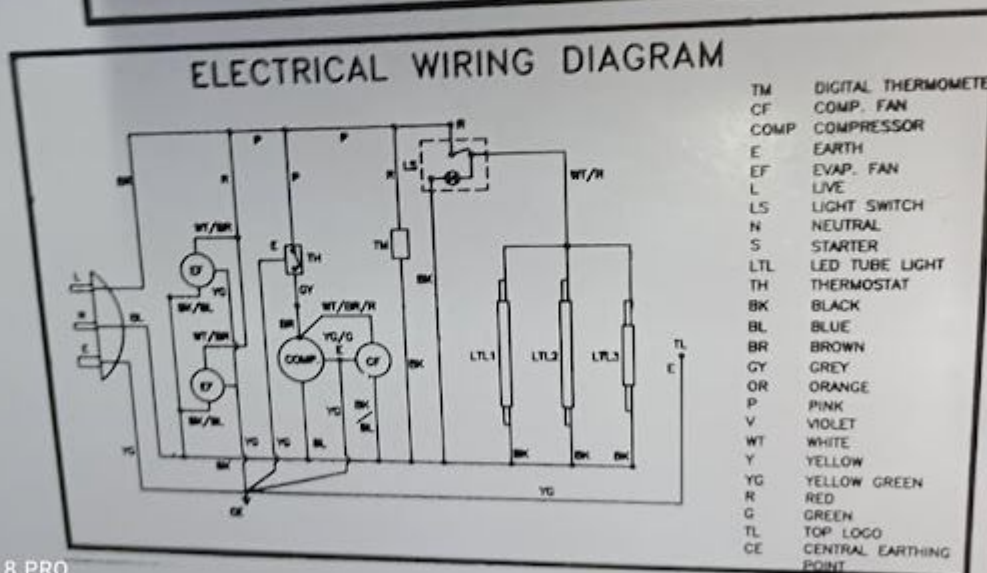 ELECTRICAL WIRING DIAGRAM
TM DIGITAL THERMOMETE
CF COMP. FAN
COMP COMPRESSOR
E EARTH
EF EVAP. FAN
L LIVE
LS LIGHT SWITCH
N NEUTRAL
S STARTER
LTL LED TUBE LIGHT
TH THERMOSTAT
BK BLACK
BL BLUE
BR BROWN
GY GREY
OR ORANGE
P PINK
V VIOLET
WT WHITE
Y YELLOW
YG YELLOW GREEN
R RED
G GREEN
TL TOP LOGO
CE CENTRAL EARTHING
POINT
P P R
BR R P R LS WT/R
WT/BR
EF
YG
BK/BL
E TH TM
GY
BK
L
N BL
E
WT/BR
WT/BR/R
BR YG/G
COMP E CF
BK
LTL1 LTL2 LTL3
TL
E
EF
BK/BL
YG
BK/BL
YG YG YG BL
BK
BK BK BK
YG
CE
8 PRO